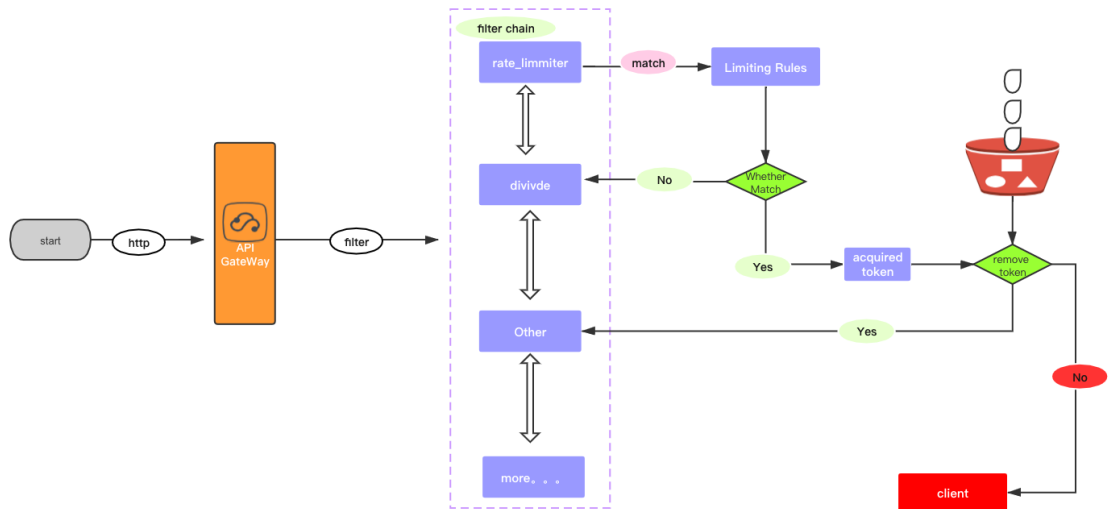 filter chain
rate_limmiter
match
Limiting Rules
divivde
No
Whether
Match
start
http
API
GateWay
filter
Yes
acquired
token
remove
token
Other
Yes
No
more。。。
client